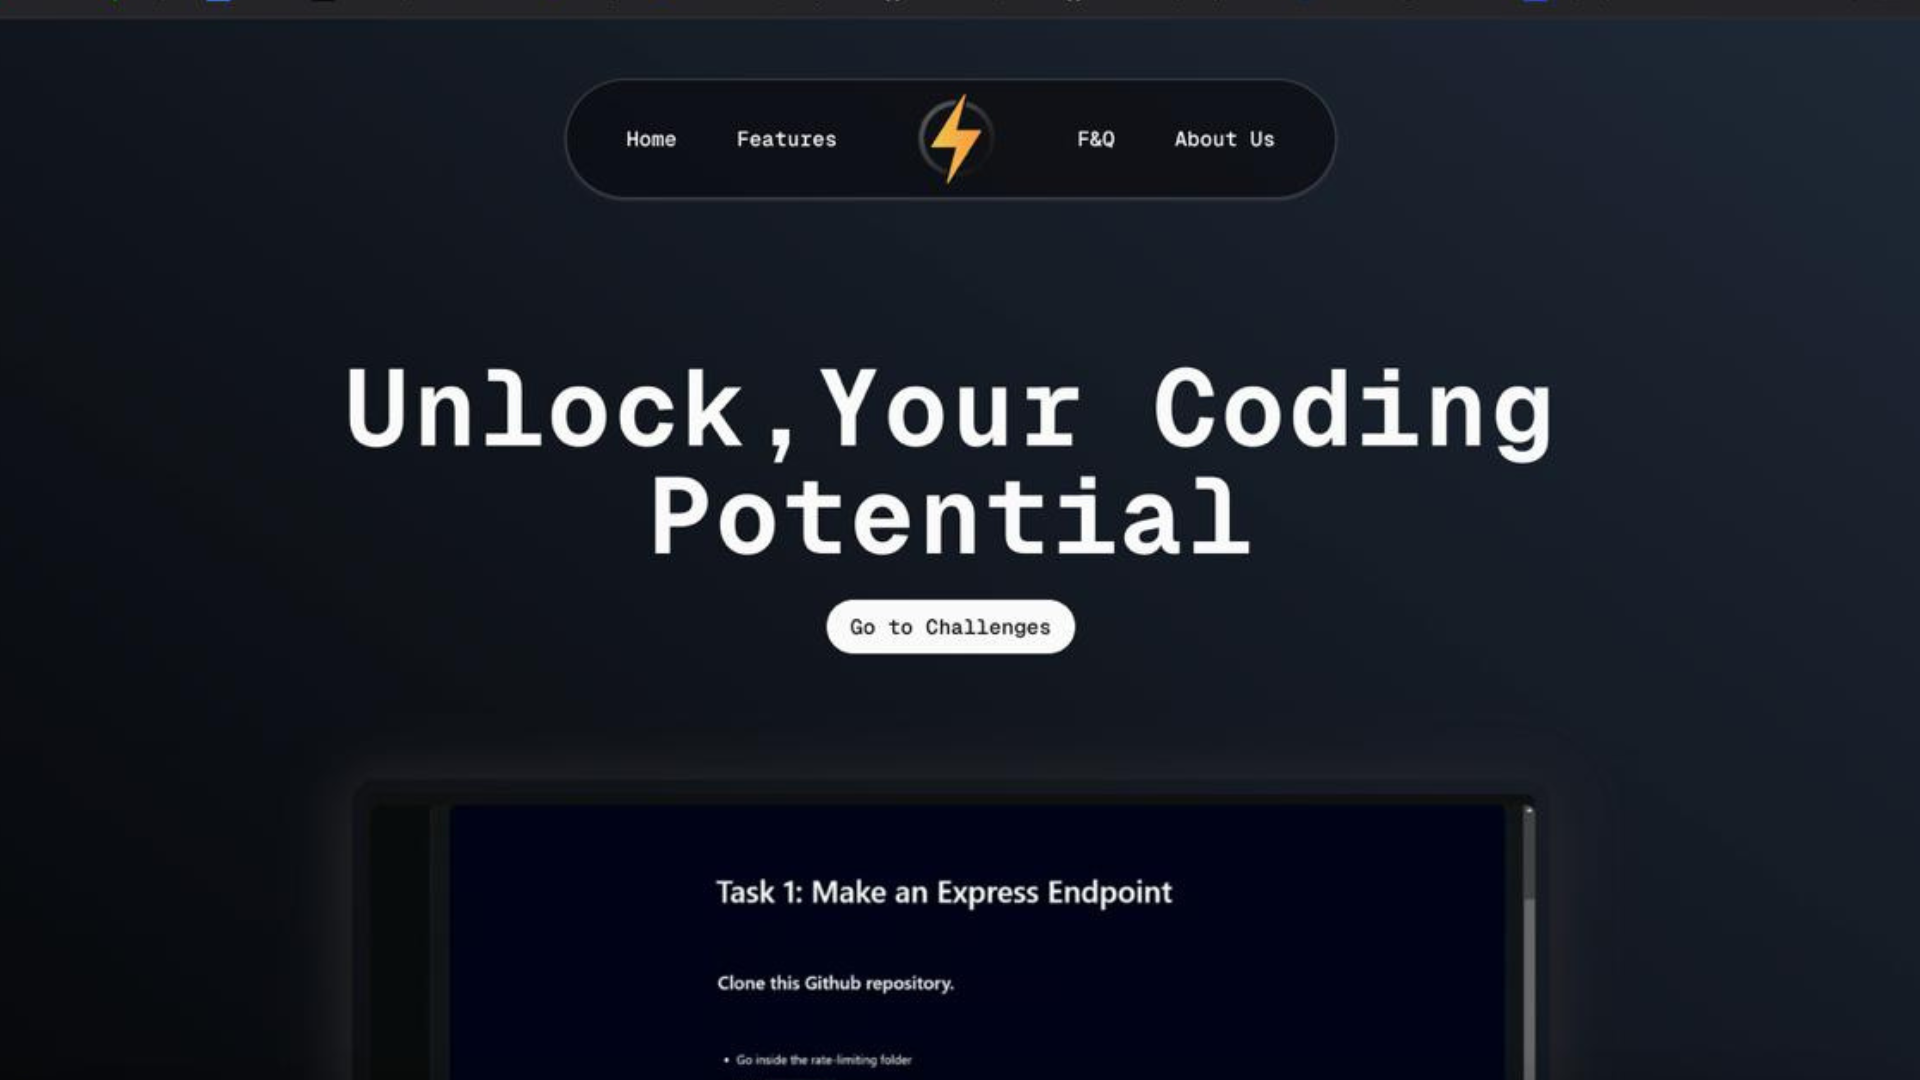 Home Features F&Q About Us
Unlock,Your Coding
Potential
Go to Challenges
Task 1: Make an Express Endpoint
Clone this Github repository.
• Go inside the rate-limiting folder